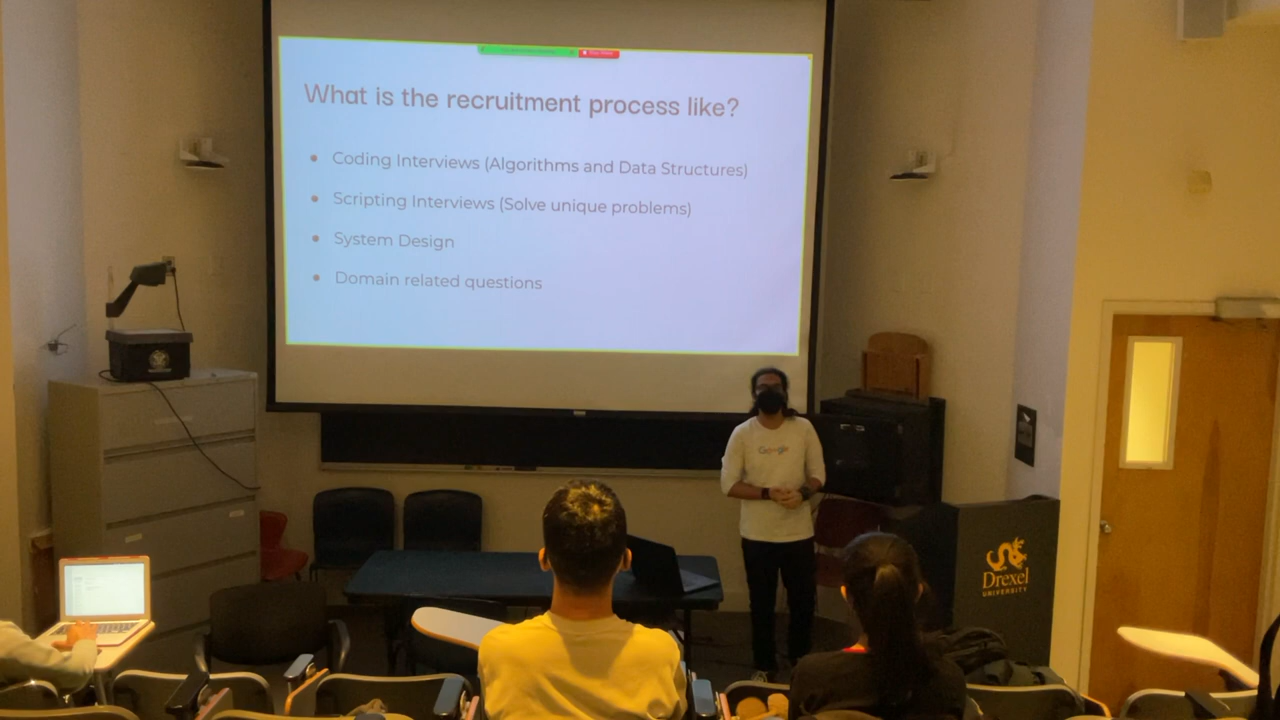 What is the recruitment process like?
• Coding Interviews (Algorithms and Data Structures)
• Scripting Interviews (Solve unique problems)
• System Design
• Domain related questions
Google
Drexel
UNIVERSITY